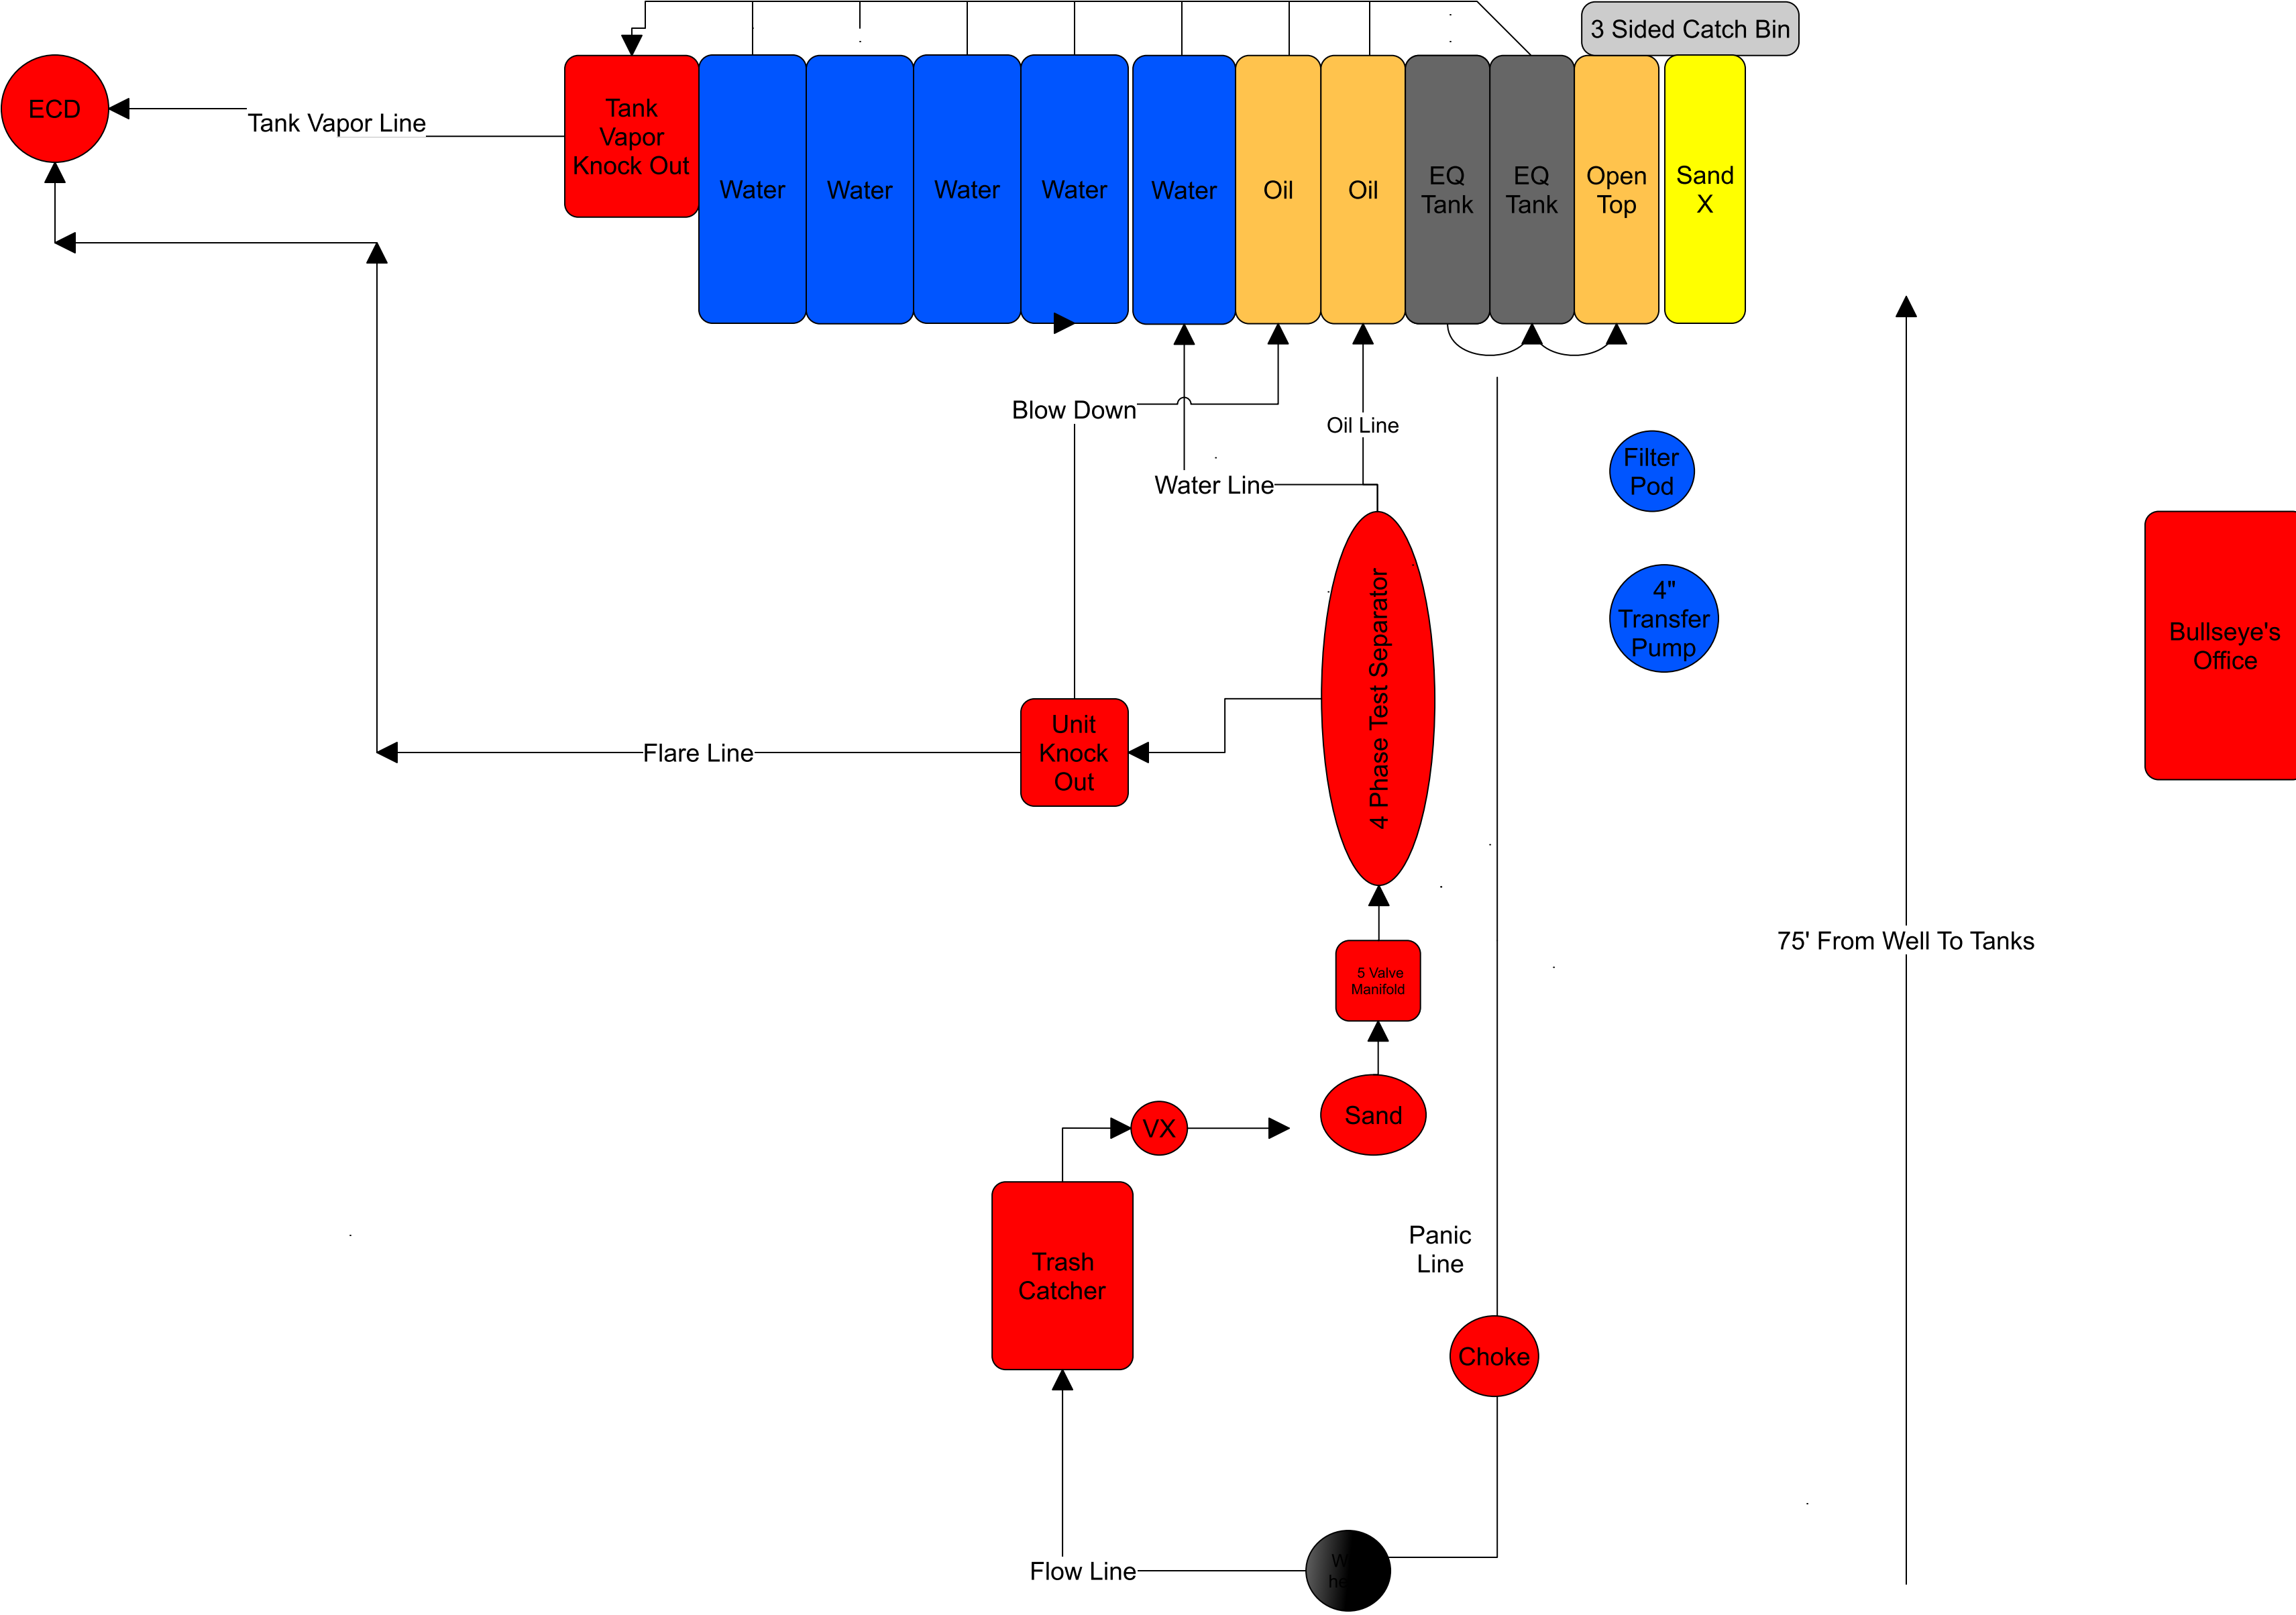 3 Sided Catch Bin
ECD
Tank Vapor Line
Tank
Vapor
Knock Out
Water
Water
Water
Water
Water
Oil
Oil
EQ
Tank
EQ
Tank
Open
Top
Sand
X
Blow Down
Oil Line
Water Line
Filter
Pod
4"
Transfer
Pump
Bullseye's
Office
4 Phase Test Separator
Unit
Knock
Out
Flare Line
75' From Well To Tanks
5 Valve
Manifold
Sand
VX
Trash
Catcher
Panic
Line
Choke
Flow Line